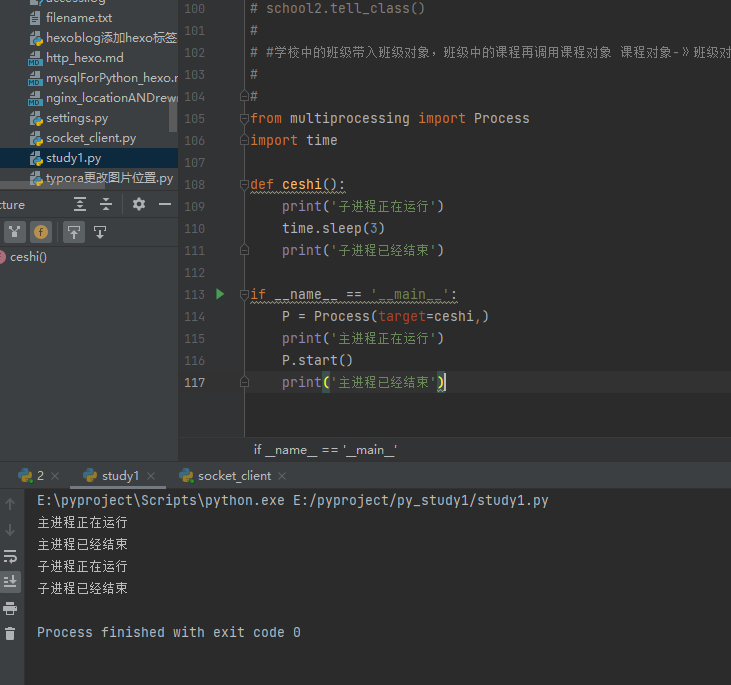 filename.txt
hexoblog添加hexo标签
http_hexo.md
mysqlForPython_hexo.r
nginx_locationANDrewr
settings.py
socket_client.py
study1.py
typora更改图片位置.py
cture
ceshi()
100 # school2.tell_class()
101 #
102 # #学校中的班级带入班级对象，班级中的课程再调用课程对象 课程对象-》班级对
103 #
104 #
105 from multiprocessing import Process
106 import time
107
108 def ceshi():
109 print('子进程正在运行')
110 time.sleep(3)
111 print('子进程已经结束')
112
113 if __name__ == '__main__':
114 P = Process(target=ceshi,)
115 print('主进程正在运行')
116 P.start()
117 print('主进程已经结束')
if __name__ == '__main__'
2 study1 socket_client
E:\pyproject\Scripts\python.exe E:/pyproject/py_study1/study1.py
主进程正在运行
主进程已经结束
子进程正在运行
子进程已经结束
Process finished with exit code 0